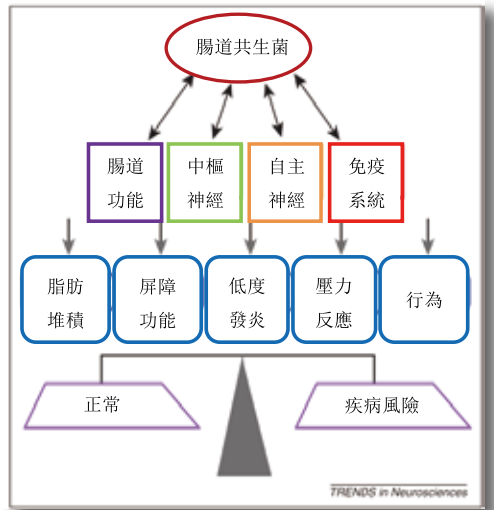 腸道共生菌
腸道
功能
中樞
神經
自主
神經
免疫
系統
脂肪
堆積
屏障
功能
低度
發炎
壓力
反應
行為
正常
疾病風險
TRENDS in Neurosciences